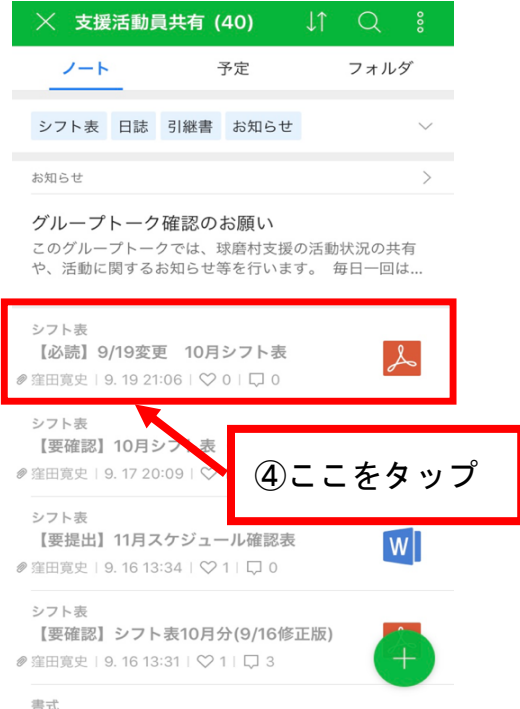 支援活動員共有 (40)
ノート 予定 フォルダ
シフト表 日誌 引継書 お知らせ
お知らせ
グループトーク確認のお願い
このグループトークでは、球磨村支援の活動状況の共有
や、活動に関するお知らせ等を行います。 毎日一回は...
シフト表
【必読】9/19変更 10月シフト表
窪田寛史 | 9. 19 21:06 | 0 | 0
シフト表
【要確認】10月シフト表
窪田寛史 | 9. 17 20:09 |
④ここをタップ
シフト表
【要提出】11月スケジュール確認表
W
窪田寛史 | 9. 16 13:34 | 1 | 0
シフト表
【要確認】シフト表10月分(9/16修正版)
窪田寛史 | 9. 16 13:31 | 1 | 3
書式